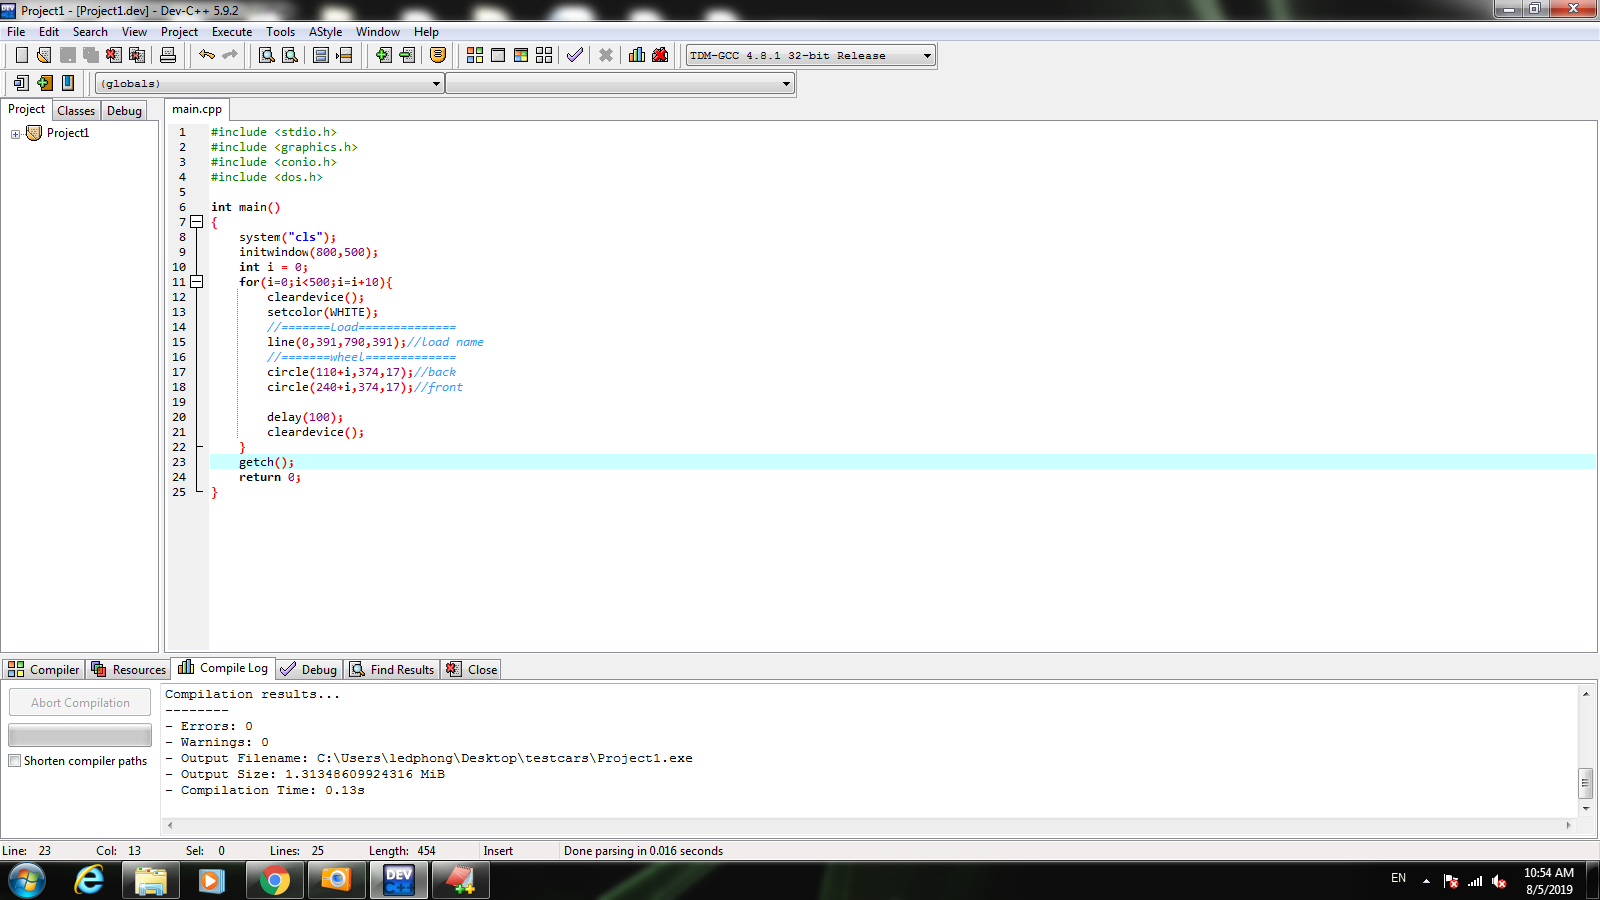 Project1 - [Project1.dev] - Dev-C++ 5.9.2
File Edit Search View Project Execute Tools AStyle Window Help
TDM-GCC 4.8.1 32-bit Release
(globals)
Project Classes Debug main.cpp
Project1
1 #include <stdio.h>
2 #include <graphics.h>
3 #include <conio.h>
4 #include <dos.h>
5
6 int main()
7 {
8 system("cls");
9 initwindow(800,500);
10 int i = 0;
11 for(i=0;i<500;i=i+10){
12 cleardevice();
13 setcolor(WHITE);
14 //=======Load==============
15 line(0,391,790,391);//load name
16 //=======wheel=============
17 circle(110+i,374,17);//back
18 circle(240+i,374,17);//front
19
20 delay(100);
21 cleardevice();
22 }
23 getch();
24 return 0;
25 }
Compiler Resources Compile Log Debug Find Results Close
Abort Compilation
Shorten compiler paths
Compilation results...
--------
- Errors: 0
- Warnings: 0
- Output Filename: C:\Users\ledphong\Desktop\testcars\Project1.exe
- Output Size: 1.31348609924316 MiB
- Compilation Time: 0.13s
Line: 23 Col: 13 Sel: 0 Lines: 25 Length: 454 Insert Done parsing in 0.016 seconds
DEV C++
EN
10:54 AM
8/5/2019